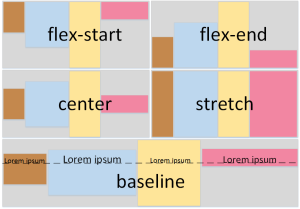 flex-start
flex-end
center
stretch
Lorem ipsum Lorem ipsum Lorem ipsum Lorem ipsum
baseline